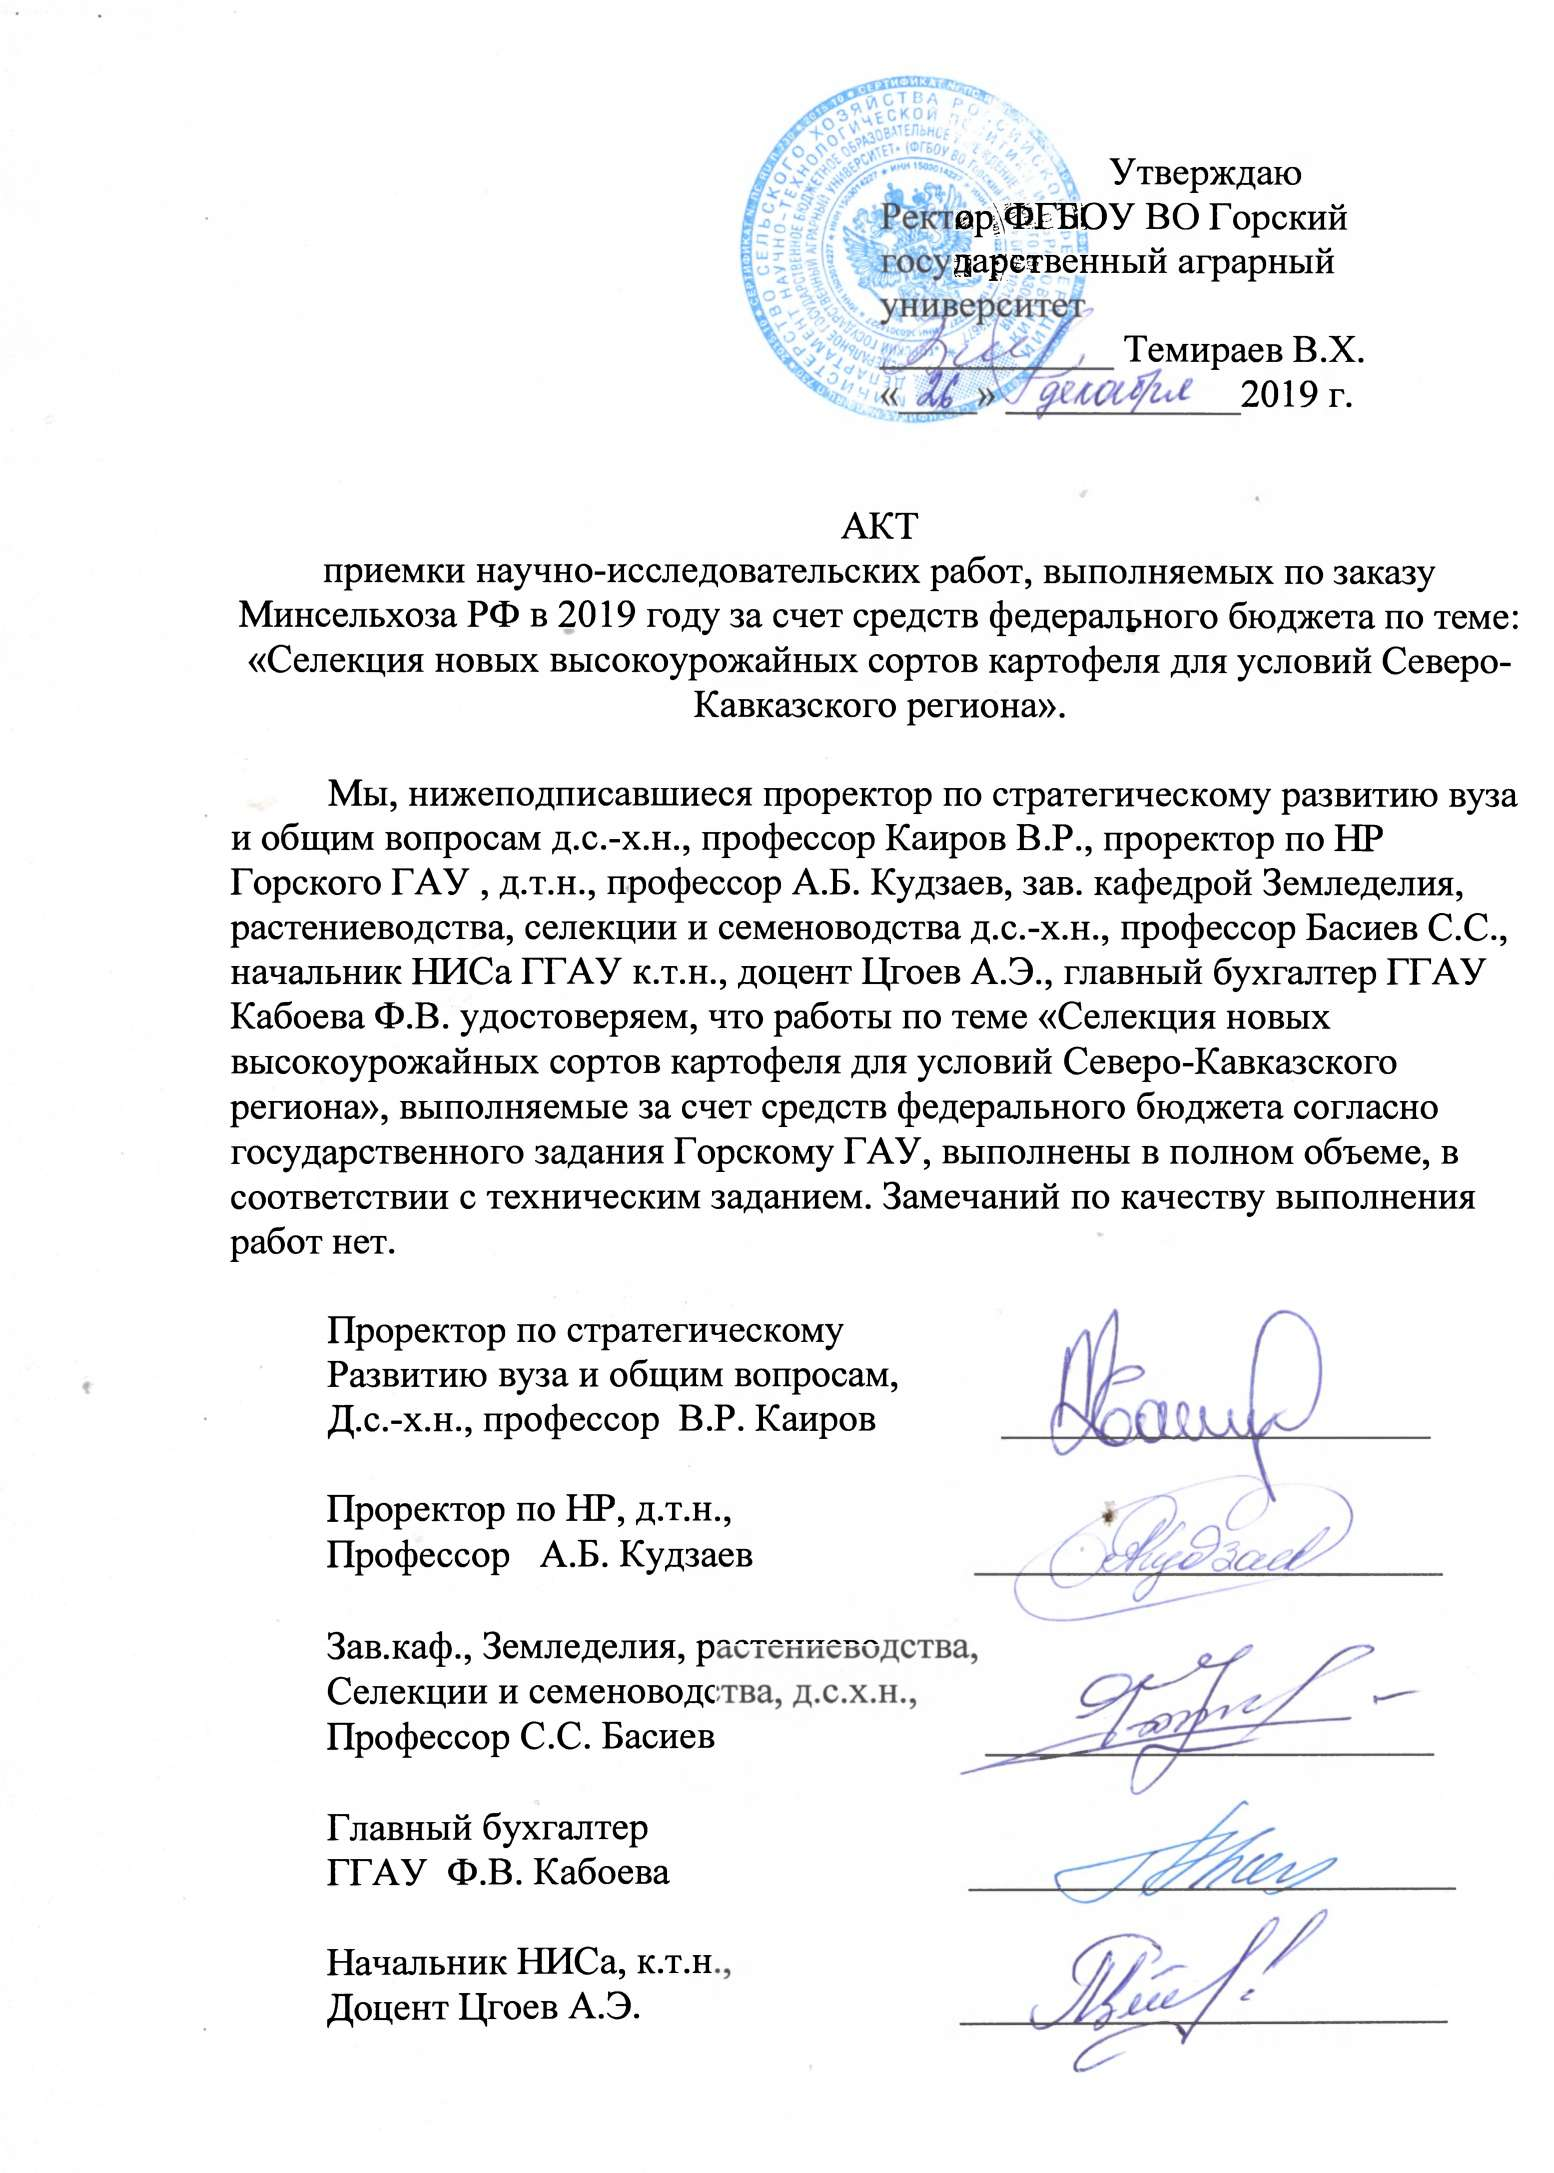 Утверждаю
Ректор ФГБОУ ВО Горский
государственный аграрный
университет
Темираев В.Х.
«26» декабря 2019 г.
АКТ
приемки научно-исследовательских работ, выполняемых по заказу
Минсельхоза РФ в 2019 году за счет средств федерального бюджета по теме:
«Селекция новых высокоурожайных сортов картофеля для условий Северо-
Кавказского региона».
Мы, нижеподписавшиеся проректор по стратегическому развитию вуза
и общим вопросам д.с.-х.н., профессор Каиров В.Р., проректор по НР
Горского ГАУ , д.т.н., профессор А.Б. Кудзаев, зав. кафедрой Земледелия,
растениеводства, селекции и семеноводства д.с.-х.н., профессор Басиев С.С.,
начальник НИСа ГГАУ к.т.н., доцент Цгоев А.Э., главный бухгалтер ГГАУ
Кабоева Ф.В. удостоверяем, что работы по теме «Селекция новых
высокоурожайных сортов картофеля для условий Северо-Кавказского
региона», выполняемые за счет средств федерального бюджета согласно
государственного задания Горскому ГАУ, выполнены в полном объеме, в
соответствии с техническим заданием. Замечаний по качеству выполнения
работ нет.
Проректор по стратегическому
Развитию вуза и общим вопросам,
Д.с.-х.н., профессор  В.Р. Каиров
Проректор по НР, д.т.н.,
Профессор   А.Б. Кудзаев
Зав.каф., Земледелия, растениеводства,
Селекции и семеноводства, д.с.х.н.,
Профессор С.С. Басиев
Главный бухгалтер
ГГАУ  Ф.В. Кабоева
Начальник НИСа, к.т.н.,
Доцент Цгоев А.Э.